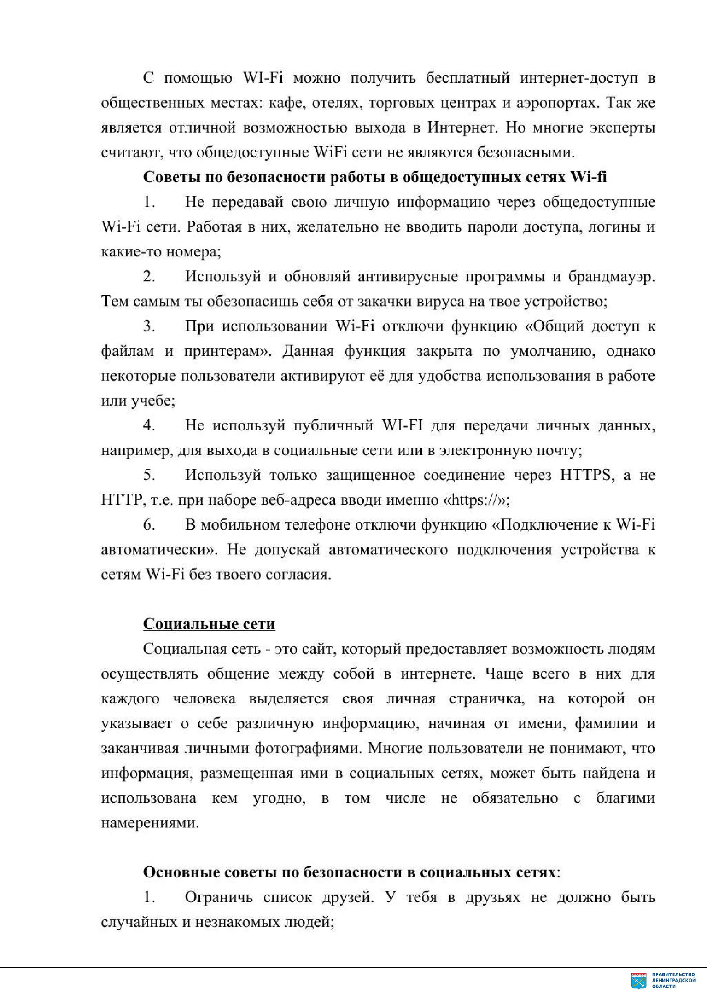 С помощью WI-Fi можно получить бесплатный интернет-доступ в
общественных местах: кафе, отелях, торговых центрах и аэропортах. Так же
является отличной возможностью выхода в Интернет. Но многие эксперты
считают, что общедоступные WiFi сети не являются безопасными.
Советы по безопасности работы в общедоступных сетях Wi-fi
1. Не передавай свою личную информацию через общедоступные
Wi-Fi сети. Работая в них, желательно не вводить пароли доступа, логины и
какие-то номера;
2. Используй и обновляй антивирусные программы и брандмауэр.
Тем самым ты обезопасишь себя от закачки вируса на твое устройство;
3. При использовании Wi-Fi отключи функцию «Общий доступ к
файлам и принтерам». Данная функция закрыта по умолчанию, однако
некоторые пользователи активируют её для удобства использования в работе
или учебе;
4. Не используй публичный WI-FI для передачи личных данных,
например, для выхода в социальные сети или в электронную почту;
5. Используй только защищенное соединение через HTTPS, а не
HTTP, т.е. при наборе веб-адреса вводи именно «https://»;
6. В мобильном телефоне отключи функцию «Подключение к Wi-Fi
автоматически». Не допускай автоматического подключения устройства к
сетям Wi-Fi без твоего согласия.
Социальные сети
Социальная сеть - это сайт, который предоставляет возможность людям
осуществлять общение между собой в интернете. Чаще всего в них для
каждого человека выделяется своя личная страничка, на которой он
указывает о себе различную информацию, начиная от имени, фамилии и
заканчивая личными фотографиями. Многие пользователи не понимают, что
информация, размещенная ими в социальных сетях, может быть найдена и
использована кем угодно, в том числе не обязательно с благими
намерениями.
Основные советы по безопасности в социальных сетях:
1. Ограничь список друзей. У тебя в друзьях не должно быть
случайных и незнакомых людей;
ПРАВИТЕЛЬСТВО
ЛЕНИНГРАДСКОЙ
ОБЛАСТИ